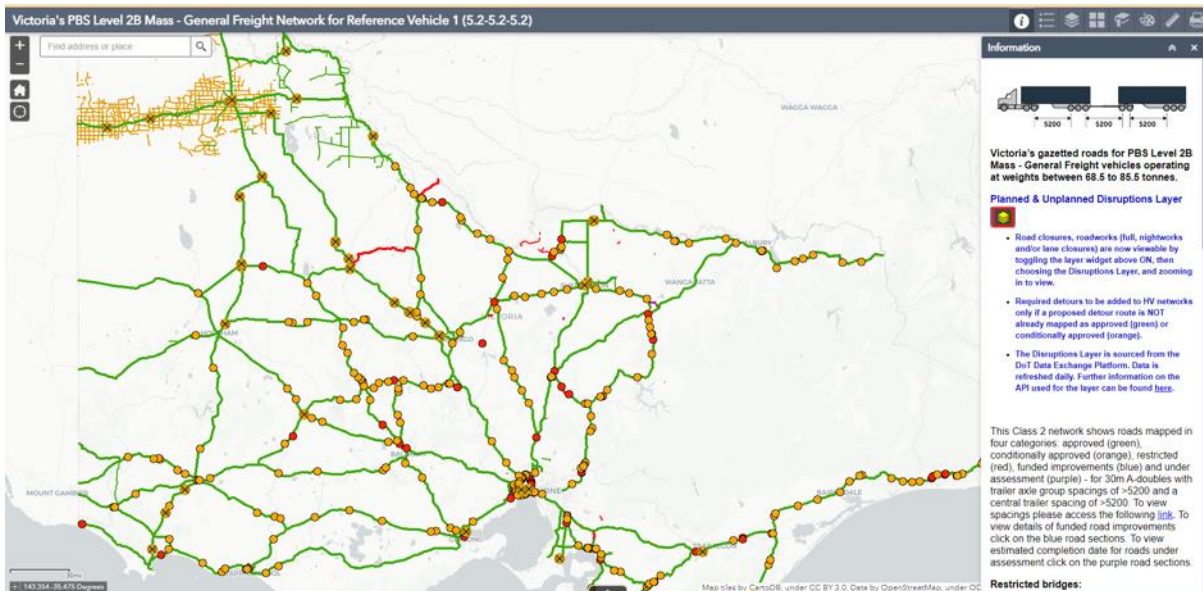 Victoria's PBS Level 2B Mass - General Freight Network for Reference Vehicle 1 (5.2-5.2-5.2)
Find address or place
WAGGA WAGGA
ALBURY
WANGARATTA
MOUNT GAMBIER
Map tiles by CartoDB, under CC BY 3.0. Data by OpenStreetMap, under OD
143.354 -35.475 Degrees
Information
5200 5200 5200
Victoria's gazetted roads for PBS Level 2B
Mass - General Freight vehicles operating
at weights between 68.5 to 85.5 tonnes.
Planned & Unplanned Disruptions Layer
• Road closures, roadworks (full, nightworks
and/or lane closures) are now viewable by
toggling the layer widget above ON, then
choosing the Disruptions Layer, and zooming
in to view.
• Required detours to be added to HV networks
only if a proposed detour route is NOT
already mapped as approved (green) or
conditionally approved (orange).
• The Disruptions Layer is sourced from the
DoT Data Exchange Platform. Data is
refreshed daily. Further information on the
API used for the layer can be found here.
This Class 2 network shows roads mapped in
four categories: approved (green),
conditionally approved (orange), restricted
(red), funded improvements (blue) and under
assessment (purple) - for 30m A-doubles with
trailer axle group spacings of >5200 and a
central trailer spacing of >5200. To view
spacings please access the following link. To
view details of funded road improvements
click on the blue road sections. To view
estimated completion date for roads under
assessment click on the purple road sections.
Restricted bridges: